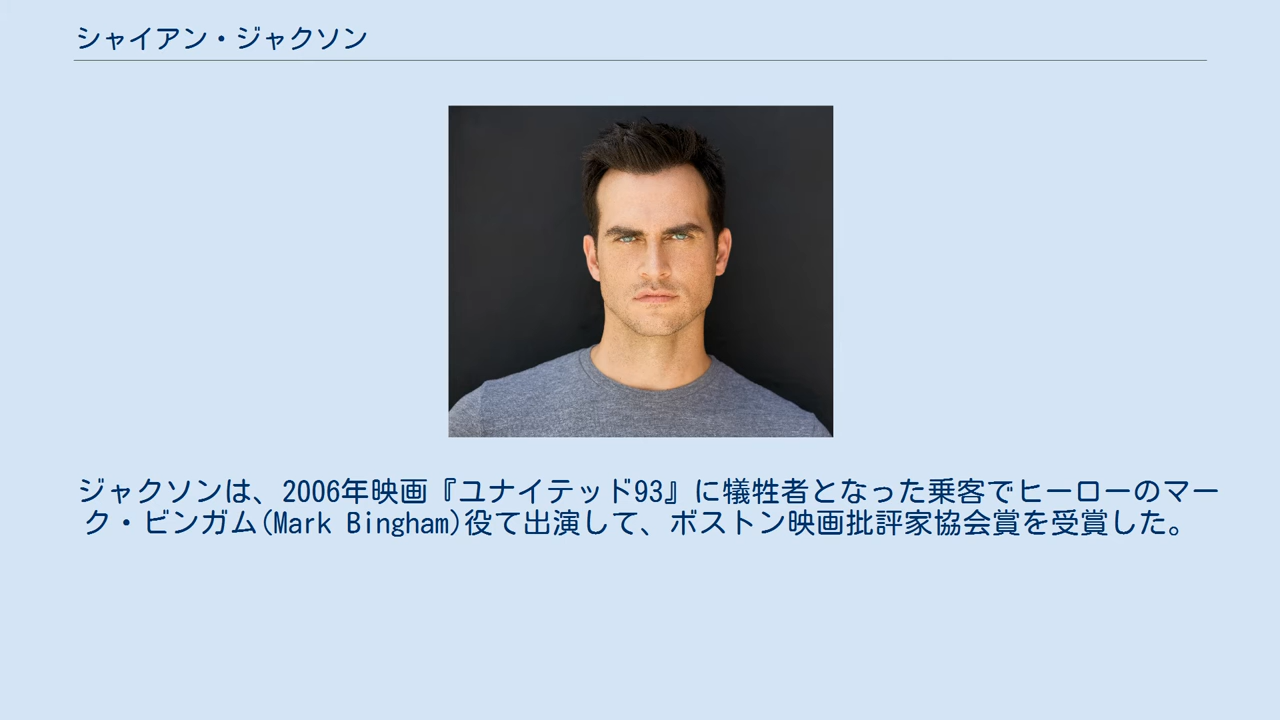 シャイアン・ジャクソン
ジャクソンは、2006年映画『ユナイテッド93』に犠牲者となった乗客でヒーローのマー
ク・ビンガム(Mark Bingham)役て出演して、ボストン映画批評家協会賞を受賞した。